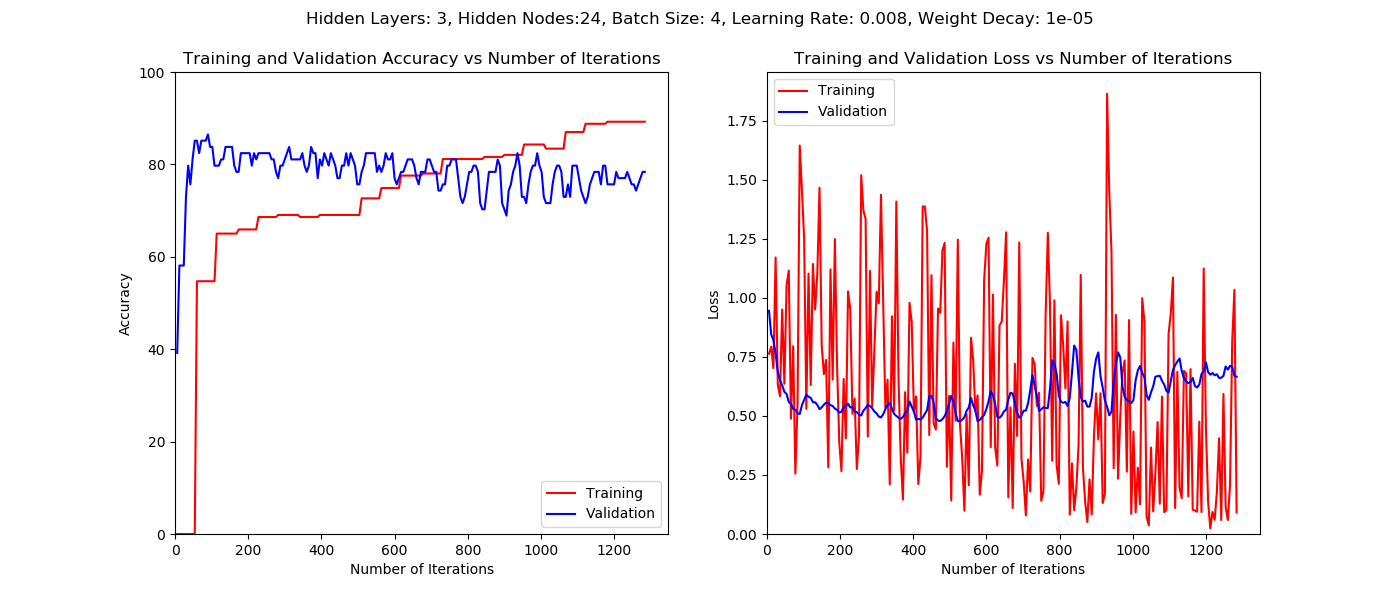 Hidden Layers: 3, Hidden Nodes:24, Batch Size: 4, Learning Rate: 0.008, Weight Decay: 1e-05
Training and Validation Accuracy vs Number of Iterations
100
80
60
40
20
0
Accuracy
0 200 400 600 800 1000 1200
Number of Iterations
Training
Validation
Training and Validation Loss vs Number of Iterations
Training
Validation
1.75
1.50
1.25
1.00
0.75
0.50
0.25
0.00
Loss
0 200 400 600 800 1000 1200
Number of Iterations